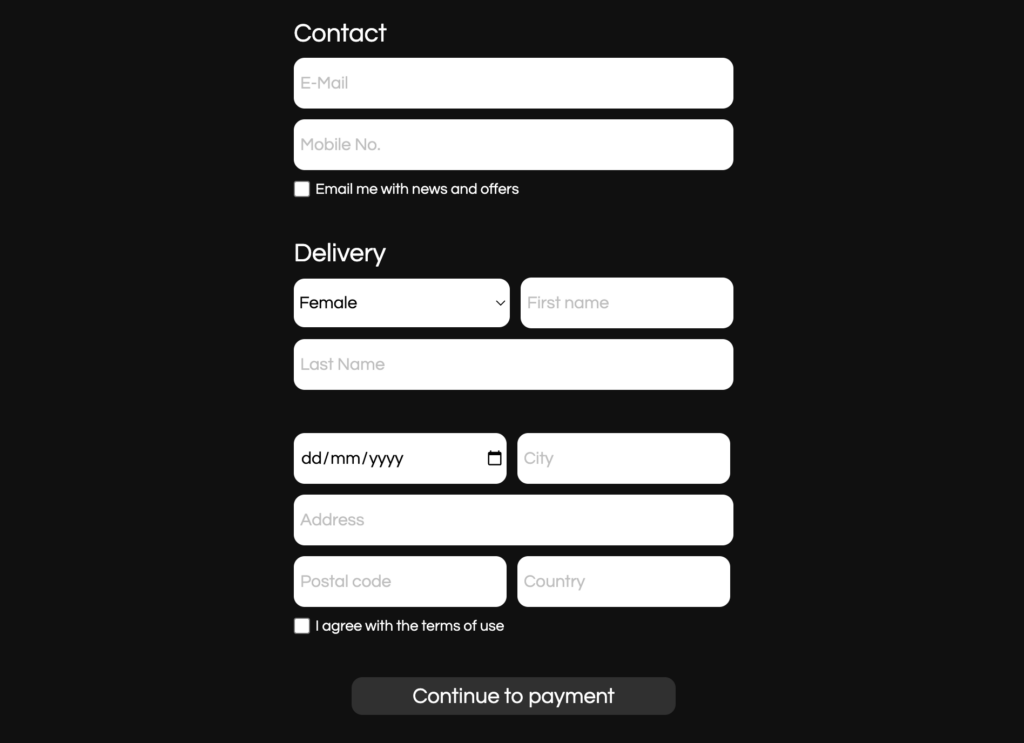 Contact
E-Mail
Mobile No.
Email me with news and offers
Delivery
Female First name
Last Name
dd/mm/yyyy City
Address
Postal code Country
I agree with the terms of use
Continue to payment